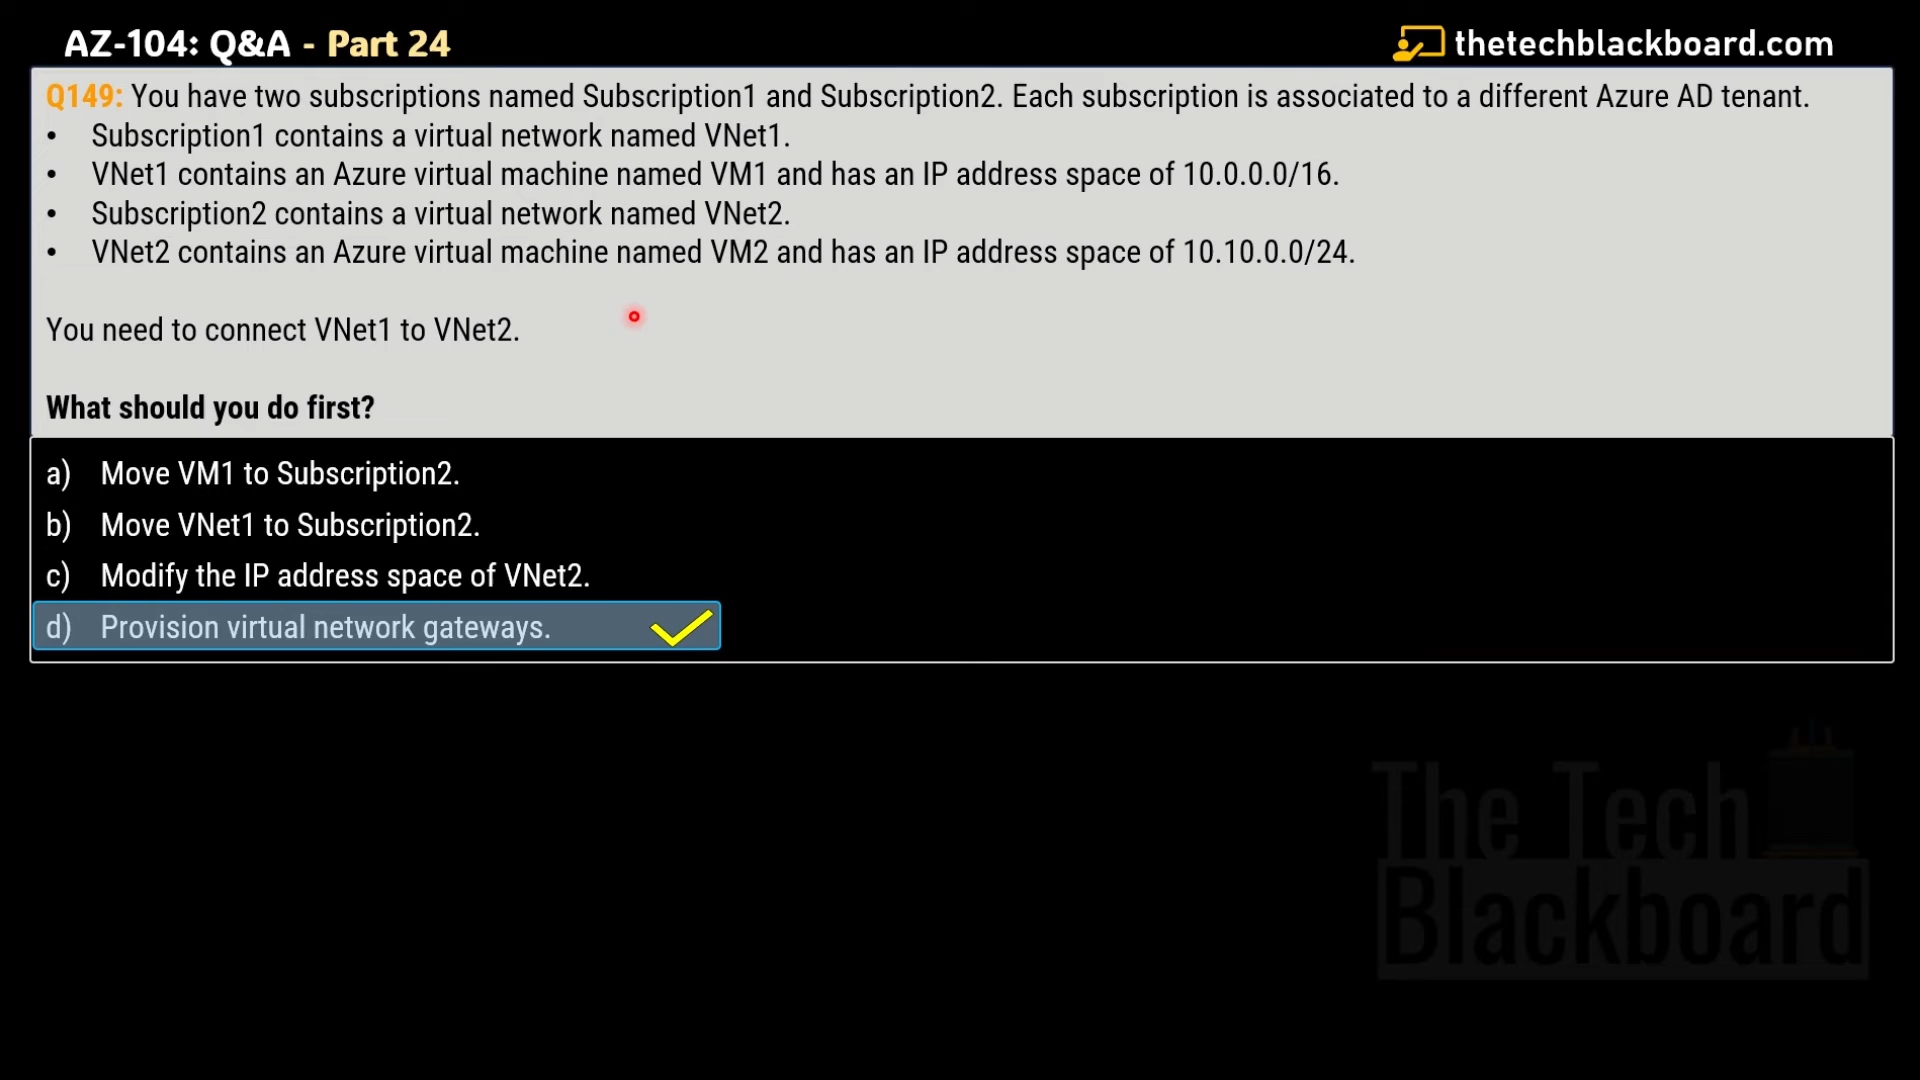 AZ-104: Q&A - Part 24
thetechblackboard.com
Q149: You have two subscriptions named Subscription1 and Subscription2. Each subscription is associated to a different Azure AD tenant.
• Subscription1 contains a virtual network named VNet1.
• VNet1 contains an Azure virtual machine named VM1 and has an IP address space of 10.0.0.0/16.
• Subscription2 contains a virtual network named VNet2.
• VNet2 contains an Azure virtual machine named VM2 and has an IP address space of 10.10.0.0/24.
You need to connect VNet1 to VNet2.
What should you do first?
a) Move VM1 to Subscription2.
b) Move VNet1 to Subscription2.
c) Modify the IP address space of VNet2.
d) Provision virtual network gateways.
The Tech
Blackboard